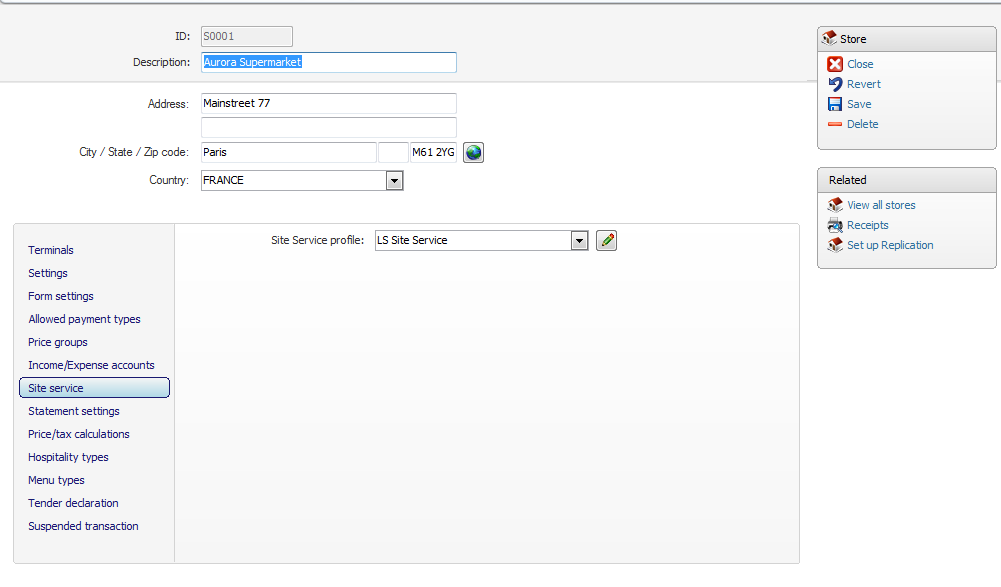 ID: S0001
Description: Aurora Supermarket
Address: Mainstreet 77
City / State / Zip code: Paris M61 2YG
Country: FRANCE
Terminals
Settings
Form settings
Allowed payment types
Price groups
Income/Expense accounts
Site service
Statement settings
Price/tax calculations
Hospitality types
Menu types
Tender declaration
Suspended transaction
Site Service profile: LS Site Service
Store
Close
Revert
Save
Delete
Related
View all stores
Receipts
Set up Replication